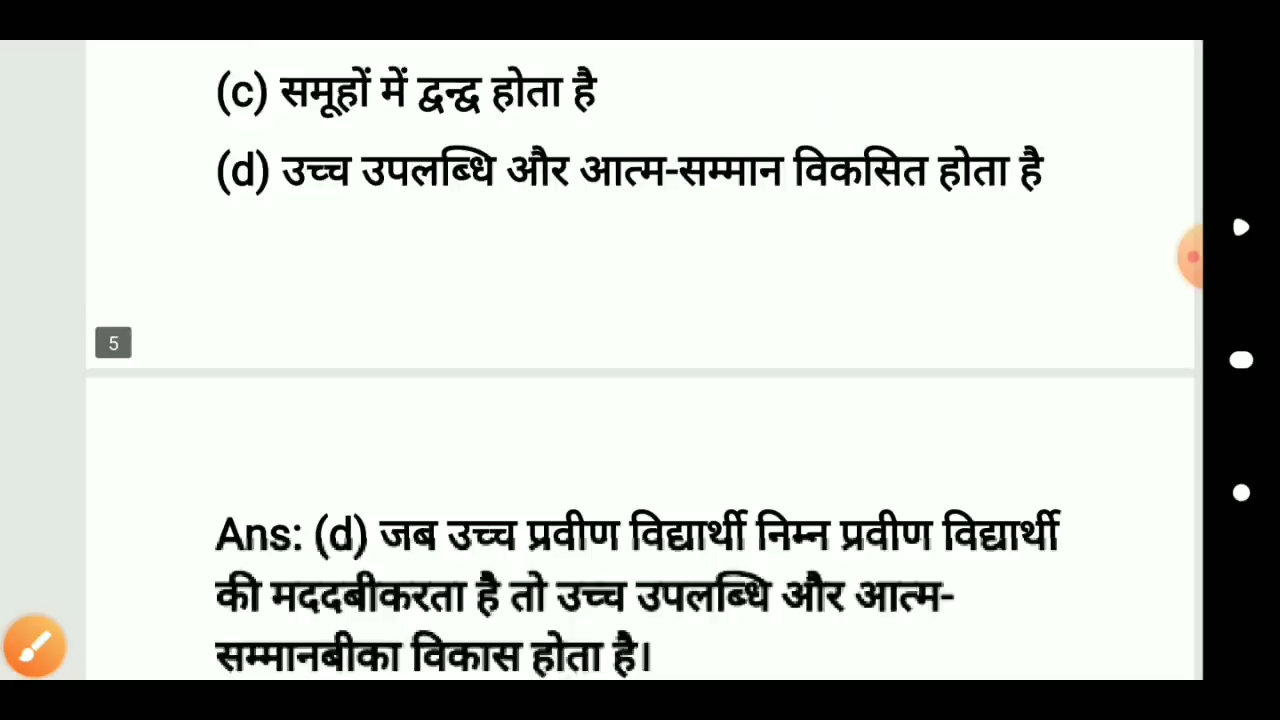 (c) समूहों में द्वन्द्व होता है
(d) उच्च उपलब्धि और आत्म-सम्मान विकसित होता है
5
Ans: (d) जब उच्च प्रवीण विद्यार्थी निम्न प्रवीण विद्यार्थी
की मददबीकरता है तो उच्च उपलब्धि और आत्म-
सम्मानबीका विकास होता है।